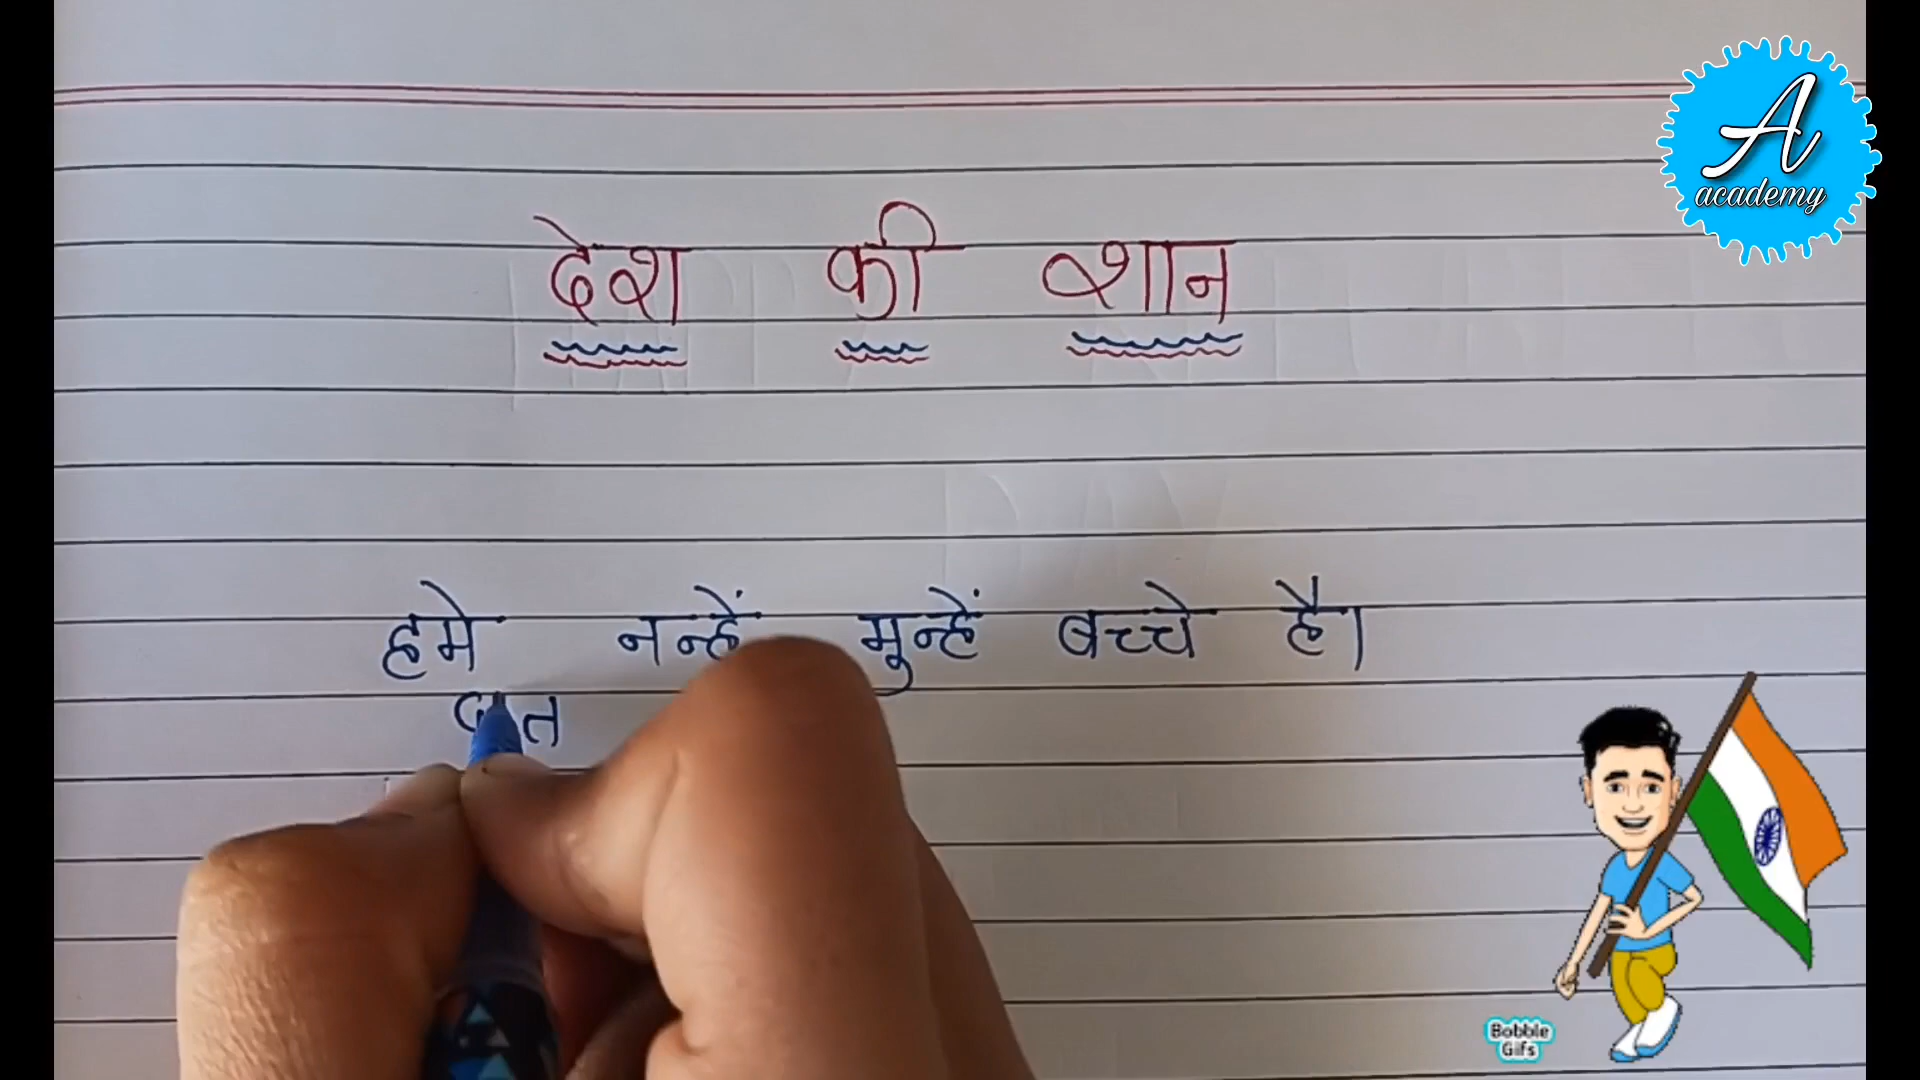 देश की शान
हमे नन्हें मुन्हें बच्चे है।
A
academy
Bobble
Gifs